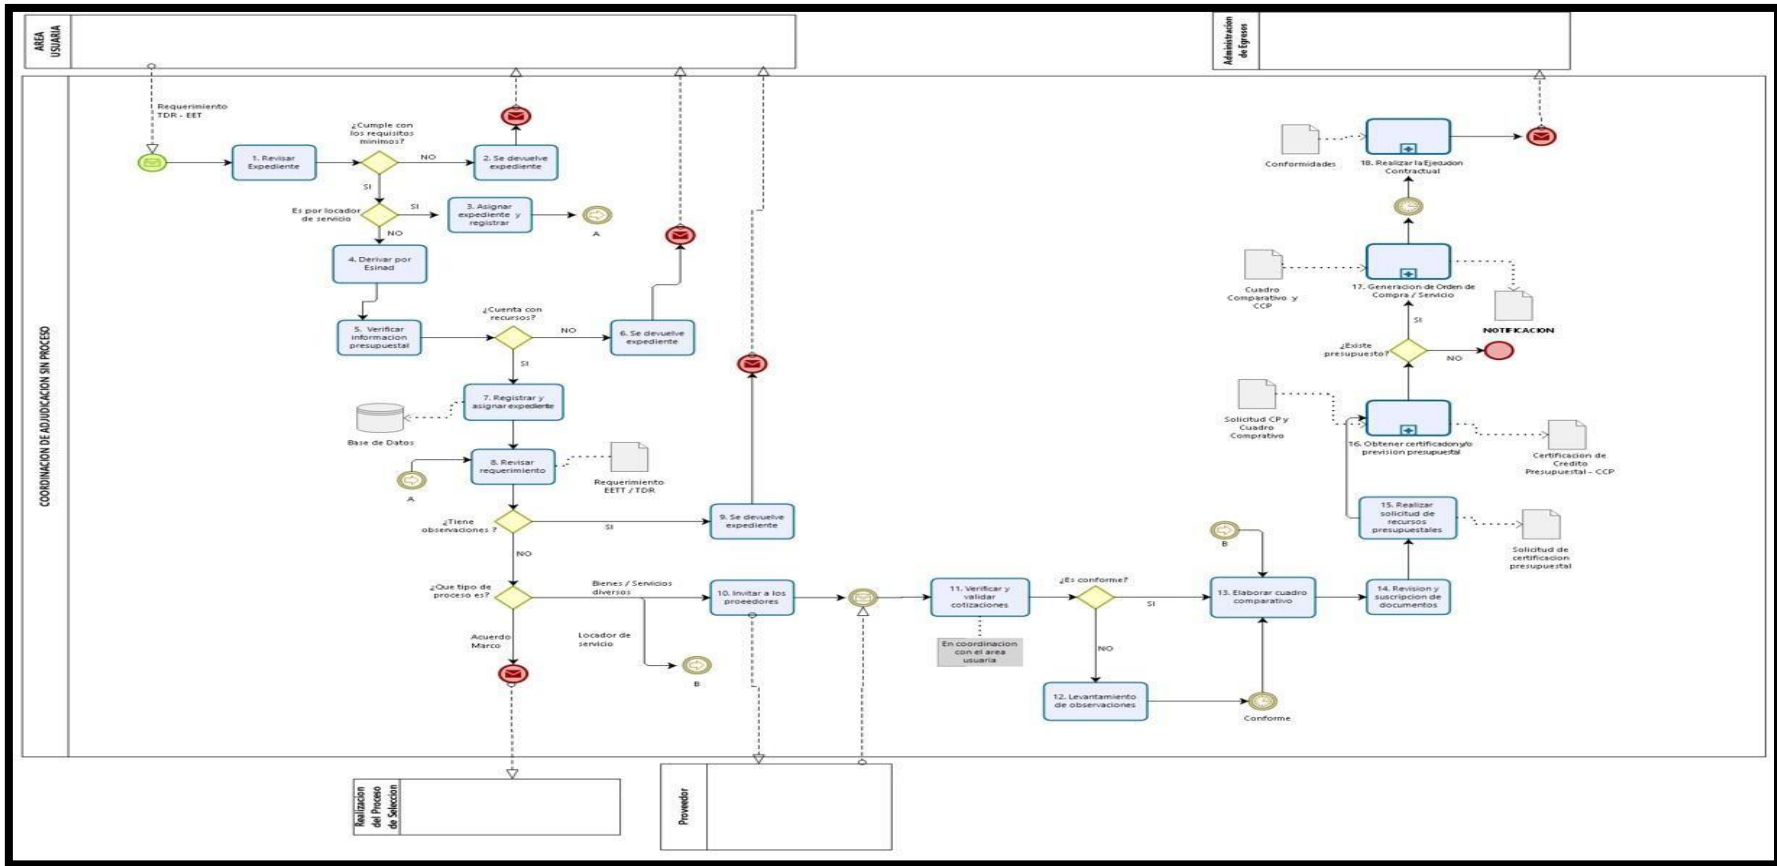 AREA
USUARIA
Administracion
de Egresos
COORDINACION DE ADJUDICACION SIN PROCESO
Requerimiento
TDR - EET
1. Revisar
Expediente
¿Cumple con
los requisitos
minimos?
NO
2. Se devuelve
expediente
SI
Es por locador
de servicio
SI
3. Asignar
expediente y
registrar
A
NO
4. Derivar por
Esinad
5. Verificar
informacion
presupuestal
¿Cuenta con
recursos?
NO
6. Se devuelve
expediente
SI
7. Registrar y
asignar expediente
Base de Datos
8. Revisar
requerimiento
A
Requerimiento
EETT / TDR
¿Tiene
observaciones ?
SI
9. Se devuelve
expediente
NO
¿Que tipo de
proceso es?
Bienes / Servicios
diversos
10. Invitar a los
proeedores
Acuerdo
Marco
Locador de
servicio
B
11. Verificar y
validar
cotizaciones
En coordinacion
con el area
usuaria
¿Es conforme?
SI
NO
12. Levantamiento
de observaciones
Conforme
B
13. Elaborar cuadro
comparativo
14. Revision y
suscripcion de
documentos
15. Realizar
solicitud de
recursos
presupuestales
Solicitud de
certificacion
presupuestal
Solicitud CP y
Cuadro
Comprativo
16. Obtener certificadon y/o
prevision presupuestal
Certificacion de
Credito
Presupuestal - CCP
¿Existe
presupuesto?
NO
SI
Cuadro
Comparativo y
CCP
17. Generacion de Orden de
Compra / Servicio
NOTIFICACION
Conformidades
18. Realizar la Ejecucion
Contractual
Realizacion
del Proceso
de Seleccion
Proveedor